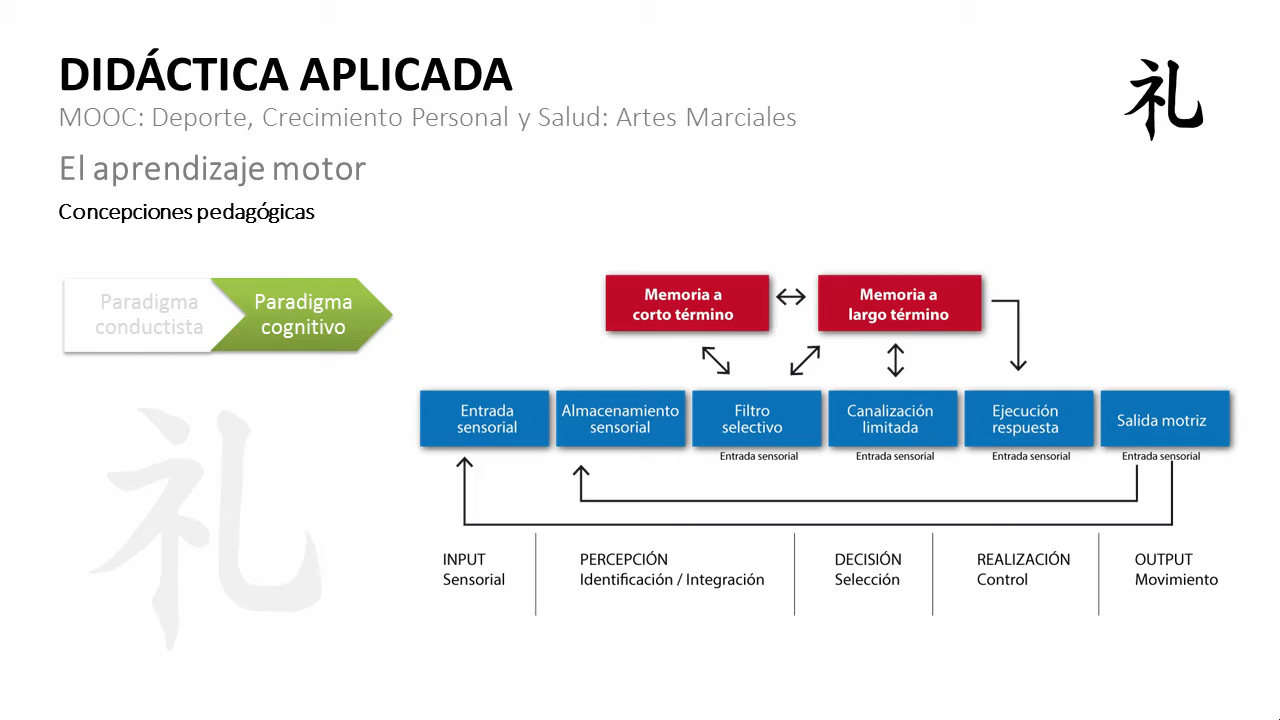 DIDÁCTICA APLICADA
MOOC: Deporte, Crecimiento Personal y Salud: Artes Marciales
礼
El aprendizaje motor
Concepciones pedagógicas
Paradigma
conductista
Paradigma
cognitivo
Memoria a
corto término
Memoria a
largo término
Entrada
sensorial
Almacenamiento
sensorial
Filtro
selectivo
Canalización
limitada
Ejecución
respuesta
Salida motriz
Entrada sensorial
Entrada sensorial
Entrada sensorial
Entrada sensorial
INPUT
Sensorial
PERCEPCIÓN
Identificación / Integración
DECISIÓN
Selección
REALIZACIÓN
Control
OUTPUT
Movimiento
礼